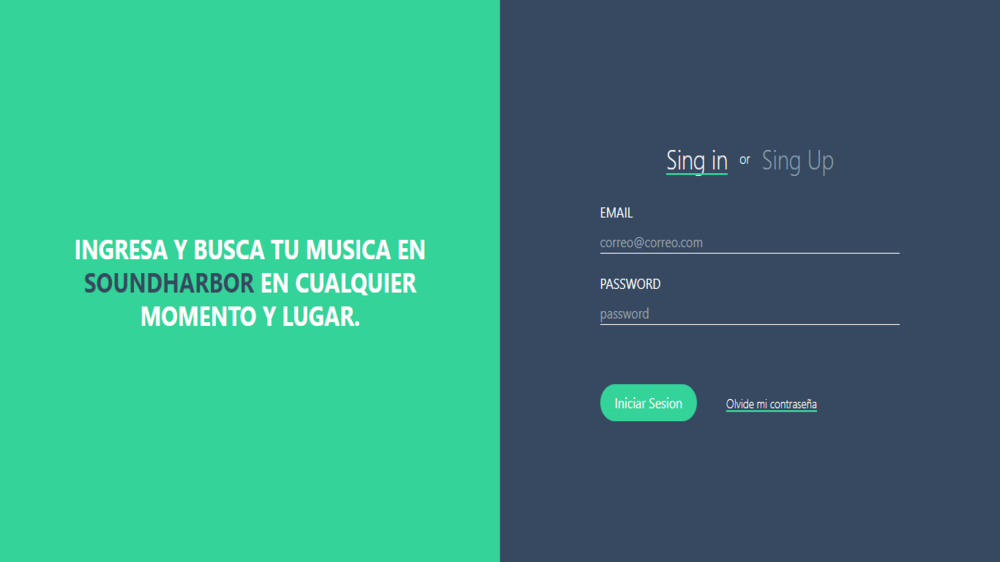 INGRESA Y BUSCA TU MUSICA EN
SOUNDHARBOR EN CUALQUIER
MOMENTO Y LUGAR.
Sing in or Sing Up
EMAIL
correo@correo.com
PASSWORD
password
Iniciar Sesion Olvide mi contraseña